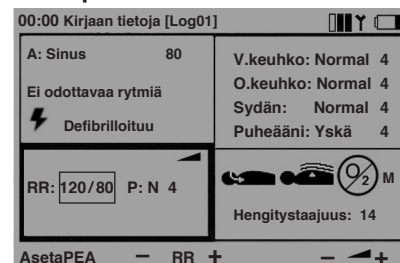 00:00 Kirjaan tietoja [Log01]
A: Sinus 80
Ei odottavaa rytmiä
Defibrilloituu
V.keuhko: Normal 4
O.keuhko: Normal 4
Sydän: Normal 4
Puheääni: Yskä 4
RR: 120/80 P: N 4
O2 M
Hengitystaajuus: 14
AsetaPEA − RR + − +